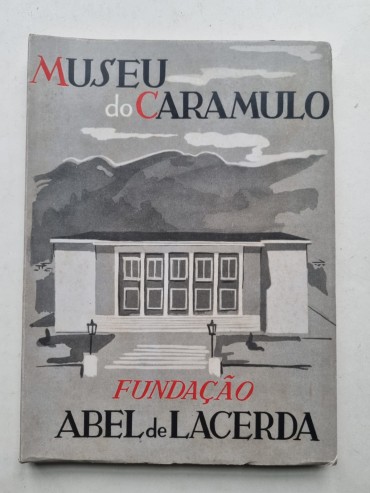 MUSEU
do CARAMULO
FUNDAÇÃO
ABEL de LACERDA